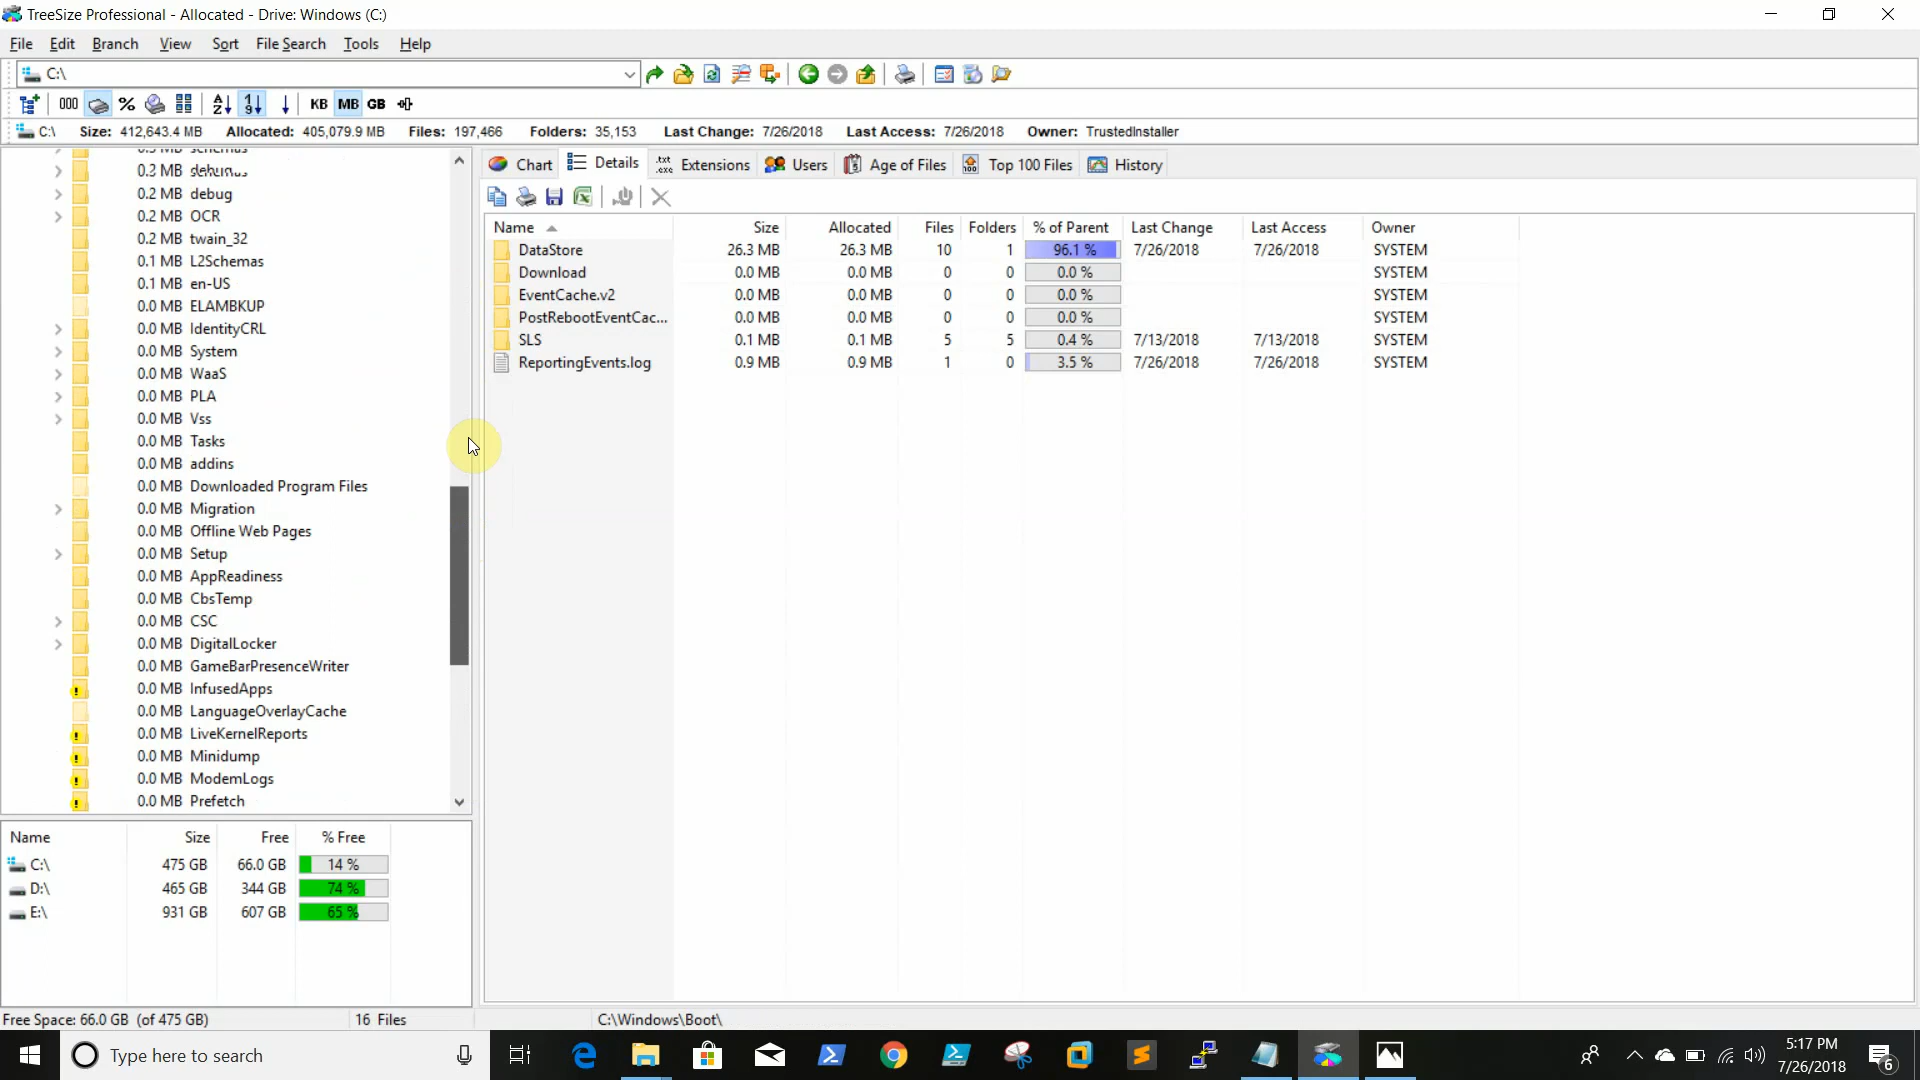 TreeSize Professional - Allocated - Drive: Windows (C:)
File Edit Branch View Sort File Search Tools Help
C:\
000 % KB MB GB
C:\ Size: 412,643.4 MB Allocated: 405,079.9 MB Files: 197,466 Folders: 35,153 Last Change: 7/26/2018 Last Access: 7/26/2018 Owner: TrustedInstaller
Chart Details Extensions Users Age of Files Top 100 Files History
0.3 MB schemas
0.2 MB debug
0.2 MB OCR
0.2 MB twain_32
0.1 MB L2Schemas
0.1 MB en-US
0.0 MB ELAMBKUP
0.0 MB IdentityCRL
0.0 MB System
0.0 MB WaaS
0.0 MB PLA
0.0 MB Vss
0.0 MB Tasks
0.0 MB addins
0.0 MB Downloaded Program Files
0.0 MB Migration
0.0 MB Offline Web Pages
0.0 MB Setup
0.0 MB AppReadiness
0.0 MB CbsTemp
0.0 MB CSC
0.0 MB DigitalLocker
0.0 MB GameBarPresenceWriter
0.0 MB InfusedApps
0.0 MB LanguageOverlayCache
0.0 MB LiveKernelReports
0.0 MB Minidump
0.0 MB ModemLogs
0.0 MB Prefetch
Name Size Allocated Files Folders % of Parent Last Change Last Access Owner
DataStore 26.3 MB 26.3 MB 10 1 96.1 % 7/26/2018 7/26/2018 SYSTEM
Download 0.0 MB 0.0 MB 0 0 0.0 % SYSTEM
EventCache.v2 0.0 MB 0.0 MB 0 0 0.0 % SYSTEM
PostRebootEventCac... 0.0 MB 0.0 MB 0 0 0.0 % SYSTEM
SLS 0.1 MB 0.1 MB 5 5 0.4 % 7/13/2018 7/13/2018 SYSTEM
ReportingEvents.log 0.9 MB 0.9 MB 1 0 3.5 % 7/26/2018 7/26/2018 SYSTEM
Name Size Free % Free
C:\ 475 GB 66.0 GB 14 %
D:\ 465 GB 344 GB 74 %
E:\ 931 GB 607 GB 65 %
Free Space: 66.0 GB (of 475 GB) 16 Files C:\Windows\Boot\
Type here to search
5:17 PM
7/26/2018
6